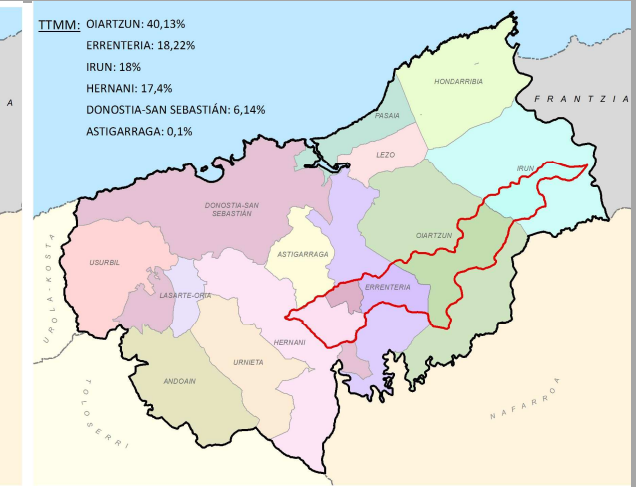 TTMM: OIARTZUN: 40,13%
ERRENTERIA: 18,22%
IRUN: 18%
HERNANI: 17,4%
DONOSTIA-SAN SEBASTIÁN: 6,14%
ASTIGARRAGA: 0,1%
A
HONDARRIBIA
FRANTZIA
PASAIA
LEZO
IRUN
DONOSTIA-SAN
SEBASTIÁN
OIARTZUN
ASTIGARRAGA
USURBIL
UROLA-KOSTA
LASARTE-ORIA
ERRENTERIA
HERNANI
URNIETA
ANDOAIN
TOLOSERRI
NAFARROA